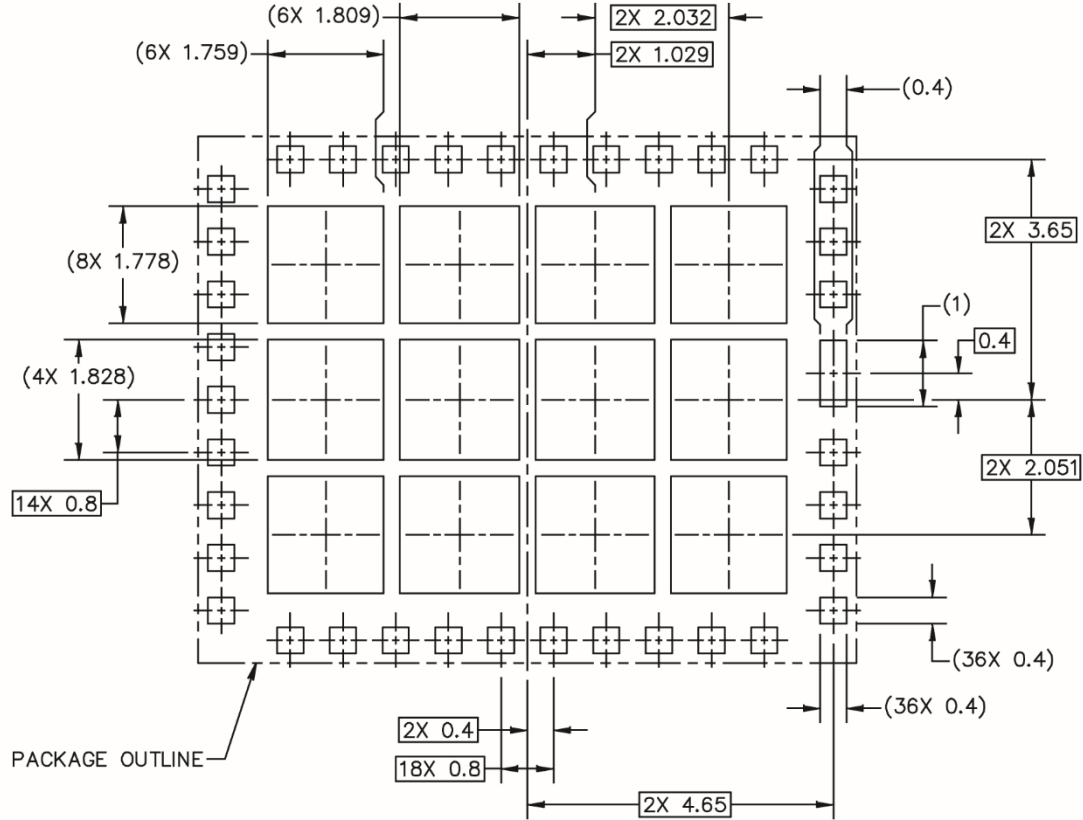 (6X 1.809)
2X 2.032
(6X 1.759)
2X 1.029
(0.4)
2X 3.65
(8X 1.778)
(1)
0.4
(4X 1.828)
2X 2.051
14X 0.8
(36X 0.4)
(36X 0.4)
2X 0.4
PACKAGE OUTLINE
18X 0.8
2X 4.65